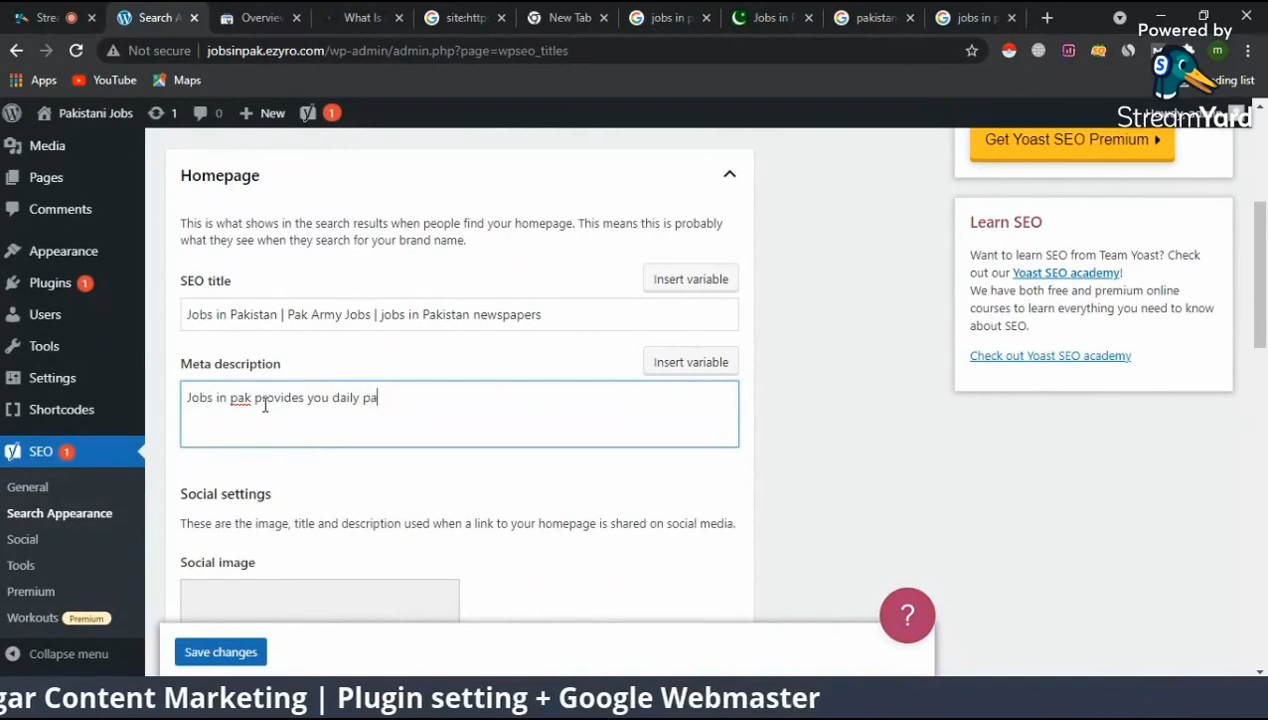 Stre
Search A
Overvie
What Is
site:http
New Tab
jobs in p
Jobs in P
pakistan
jobs in p
Powered by
Not secure
jobsinpak.ezyro.com/wp-admin/admin.php?page=wpseo_titles
Apps
YouTube
Maps
ding list
StreamYard
Pakistani Jobs
1
0
New
1
Media
Pages
Comments
Appearance
Plugins 1
Users
Tools
Settings
Shortcodes
SEO 1
General
Search Appearance
Social
Tools
Premium
Workouts Premium
Collapse menu
Homepage
This is what shows in the search results when people find your homepage. This means this is probably
what they see when they search for your brand name.
SEO title
Insert variable
Jobs in Pakistan | Pak Army Jobs | jobs in Pakistan newspapers
Meta description
Insert variable
Jobs in pak provides you daily pa
Social settings
These are the image, title and description used when a link to your homepage is shared on social media.
Social image
Save changes
?
Get Yoast SEO Premium
Learn SEO
Want to learn SEO from Team Yoast? Check
out our Yoast SEO academy!
We have both free and premium online
courses to learn everything you need to know
about SEO.
Check out Yoast SEO academy
gar Content Marketing | Plugin setting + Google Webmaster